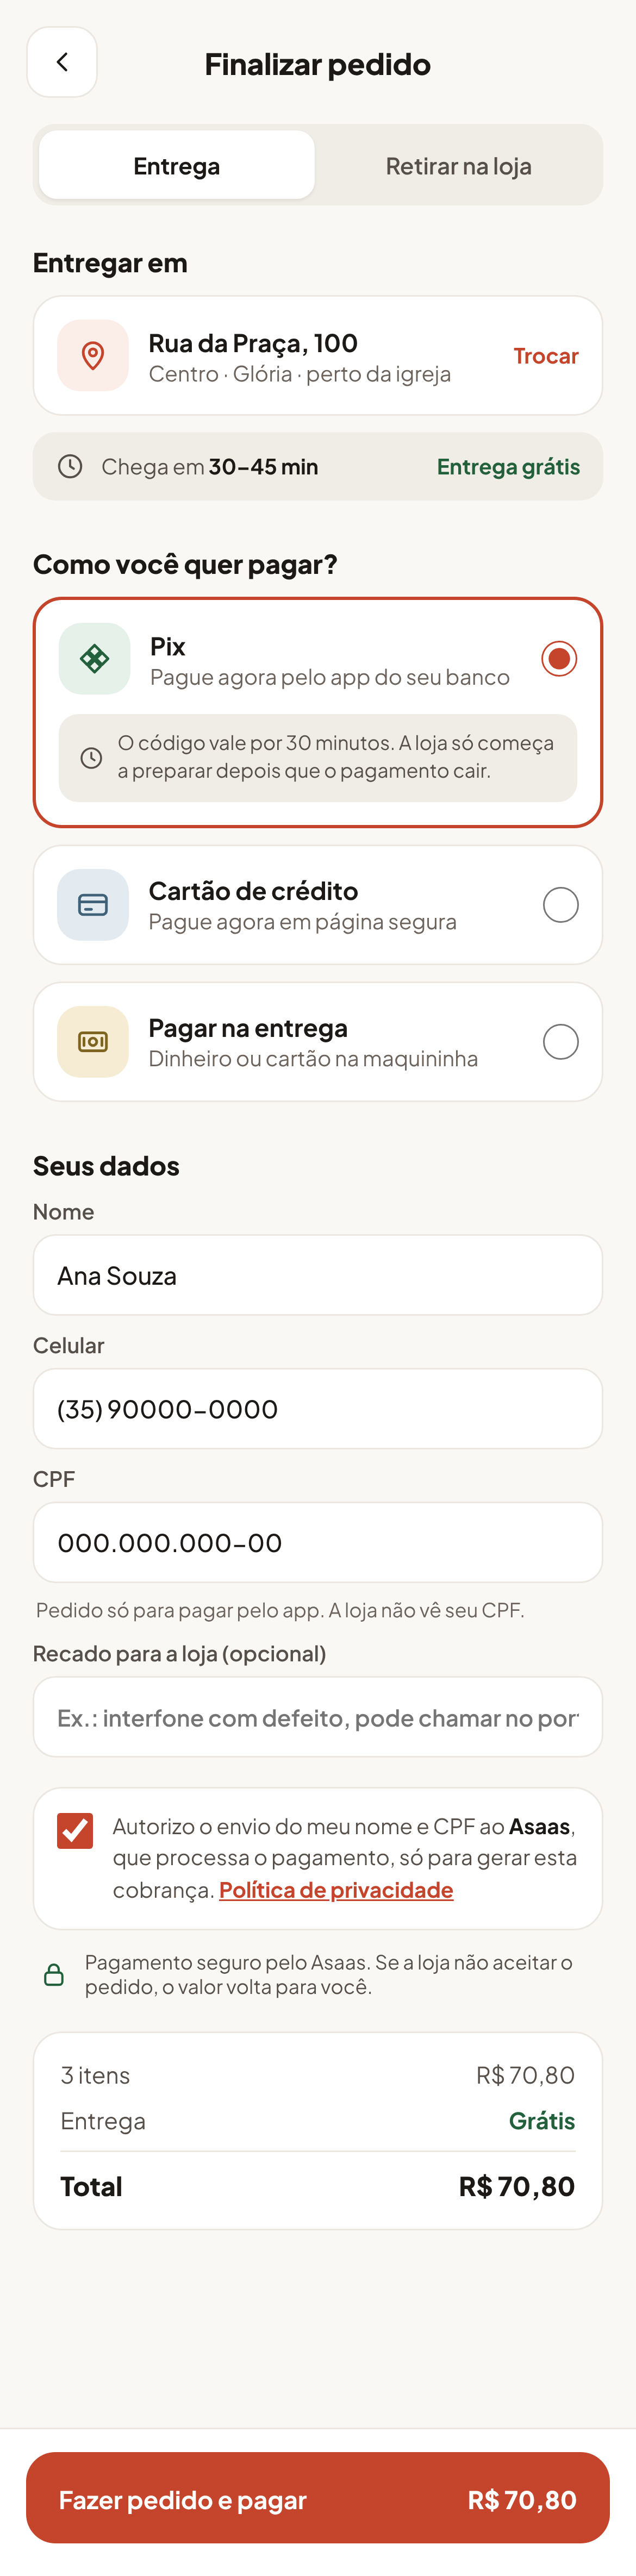 Finalizar pedido
Entrega
Retirar na loja
Entregar em
Rua da Praça, 100
Centro · Glória · perto da igreja
Trocar
Chega em 30–45 min
Entrega grátis
Como você quer pagar?
Pix
Pague agora pelo app do seu banco
O código vale por 30 minutos. A loja só começa
a preparar depois que o pagamento cair.
Cartão de crédito
Pague agora em página segura
Pagar na entrega
Dinheiro ou cartão na maquininha
Seus dados
Nome
Ana Souza
Celular
(35) 90000-0000
CPF
000.000.000-00
Pedido só para pagar pelo app. A loja não vê seu CPF.
Recado para a loja (opcional)
Ex.: interfone com defeito, pode chamar no
Autorizo o envio do meu nome e CPF ao Asaas,
que processa o pagamento, só para gerar esta
cobrança. Política de privacidade
Pagamento seguro pelo Asaas. Se a loja não aceitar o
pedido, o valor volta para você.
3 itens
R$ 70,80
Entrega
Grátis
Total
R$ 70,80
Fazer pedido e pagar
R$ 70,80